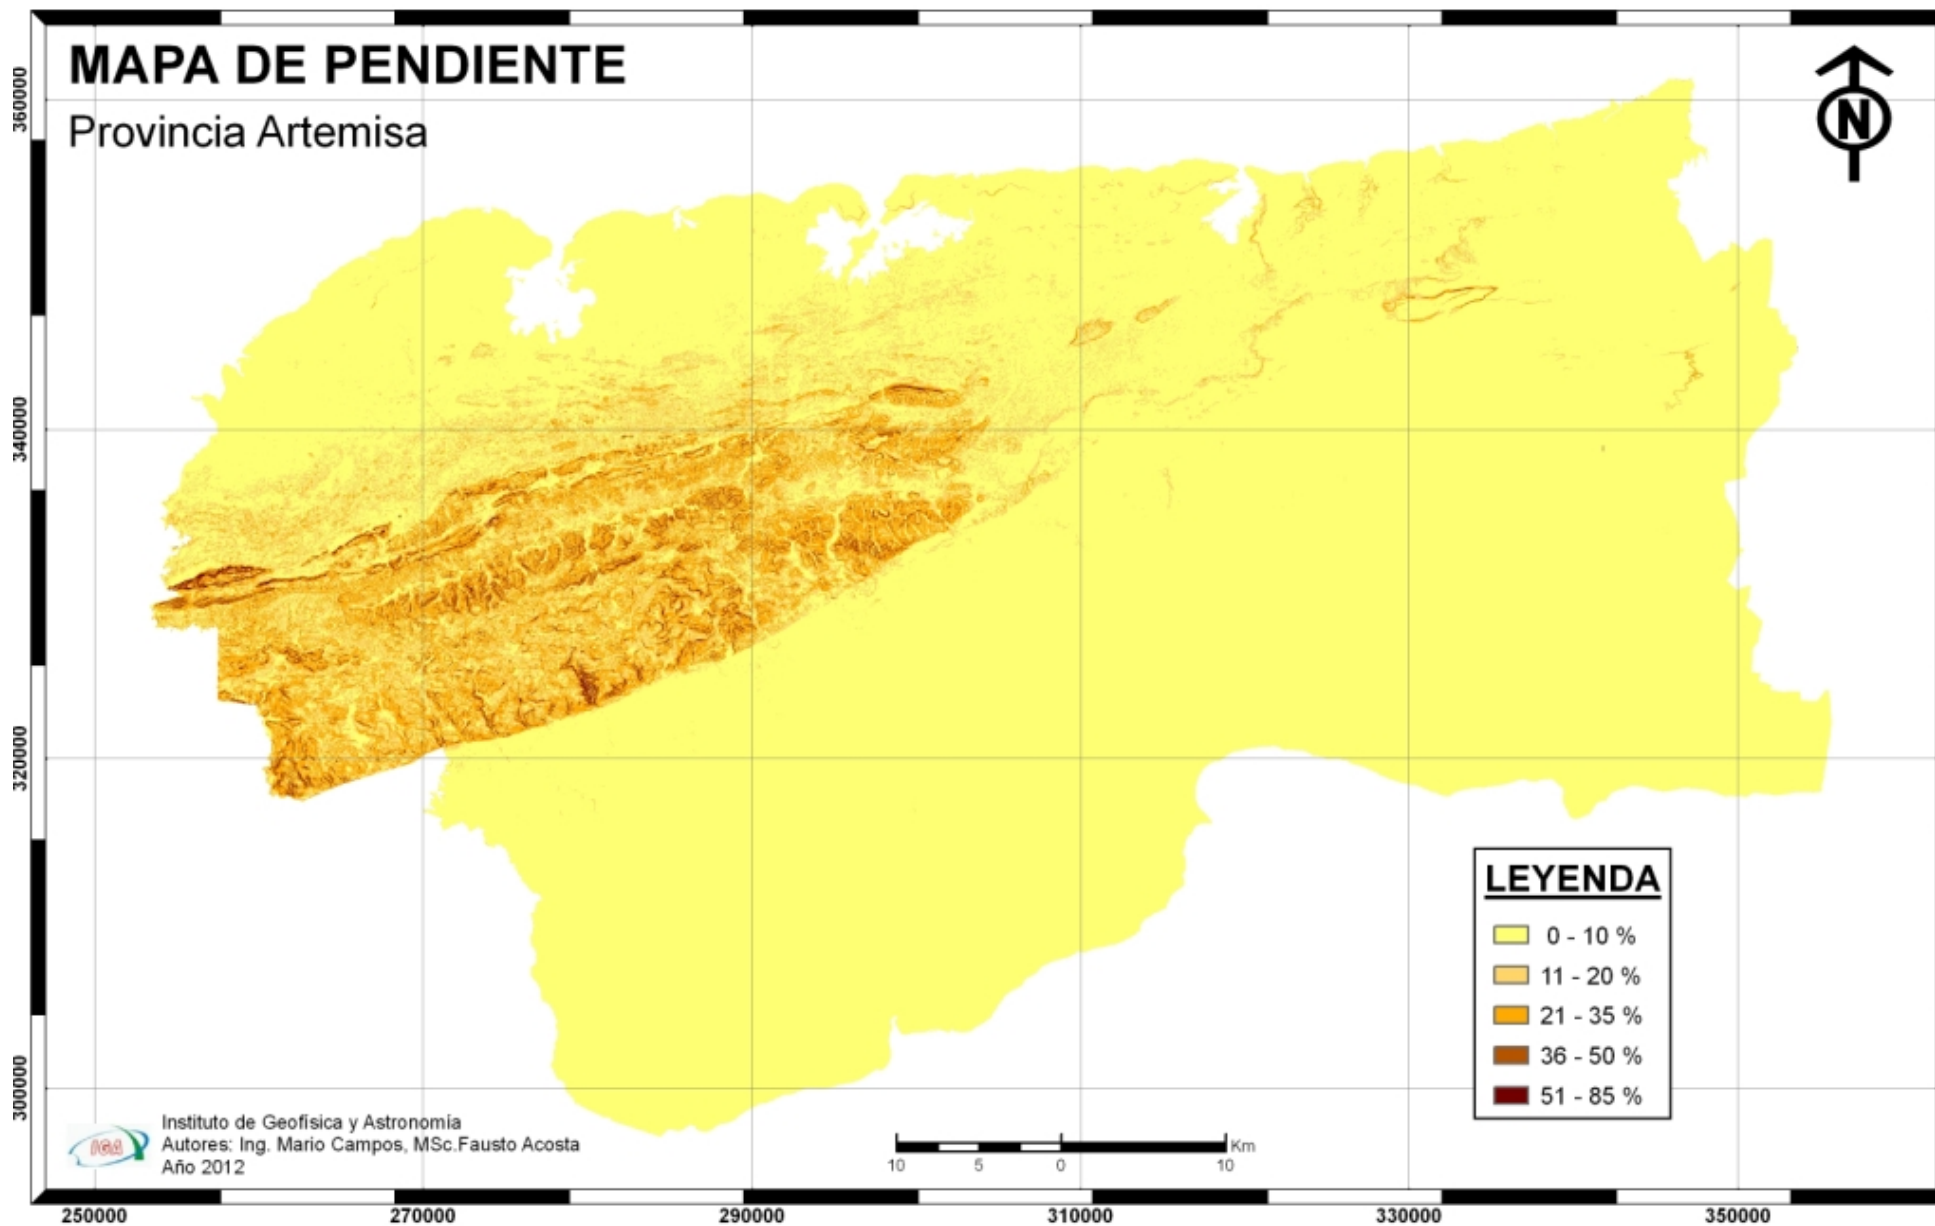 MAPA DE PENDIENTE
Provincia Artemisa
N
360000
340000
320000
300000
LEYENDA
0 - 10 %
11 - 20 %
21 - 35 %
36 - 50 %
51 - 85 %
IGA
Instituto de Geofísica y Astronomía
Autores: Ing. Mario Campos, MSc.Fausto Acosta
Año 2012
10 5 0 10 Km
250000 270000 290000 310000 330000 350000